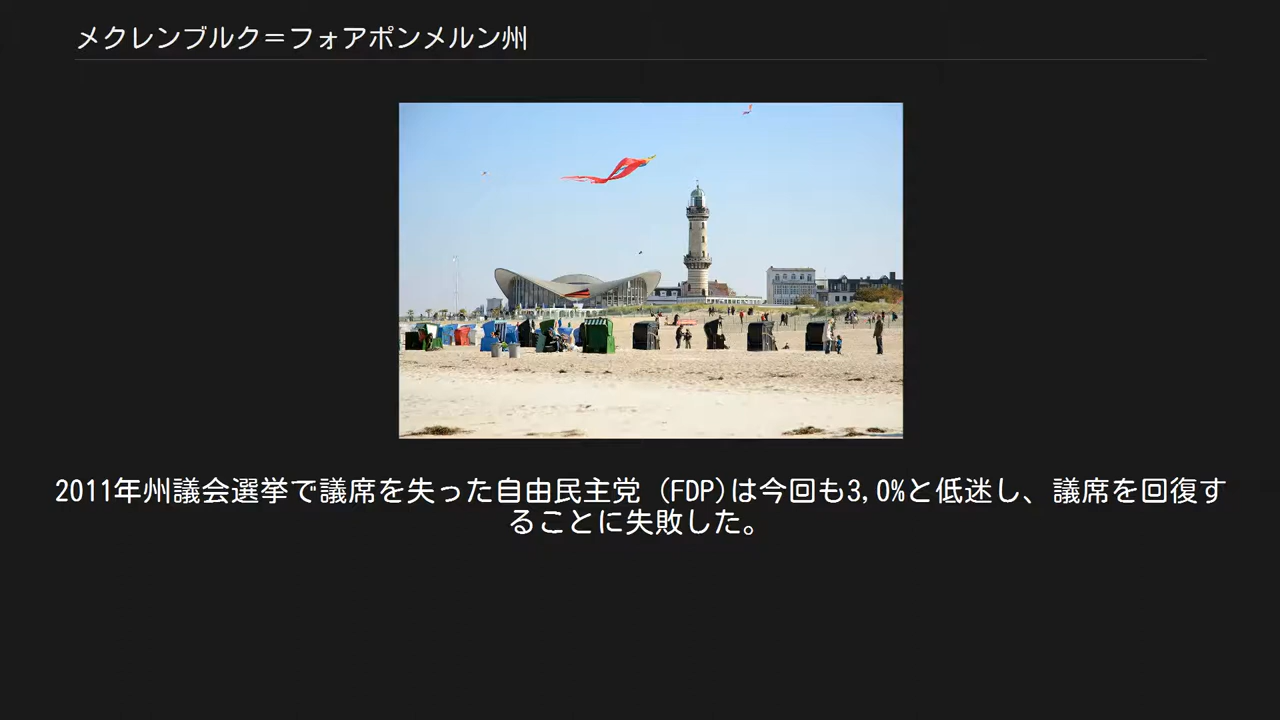 メクレンブルク＝フォアポンメルン州
2011年州議会選挙で議席を失った自由民主党 (FDP)は今回も3,0%と低迷し、議席を回復す
ることに失敗した。